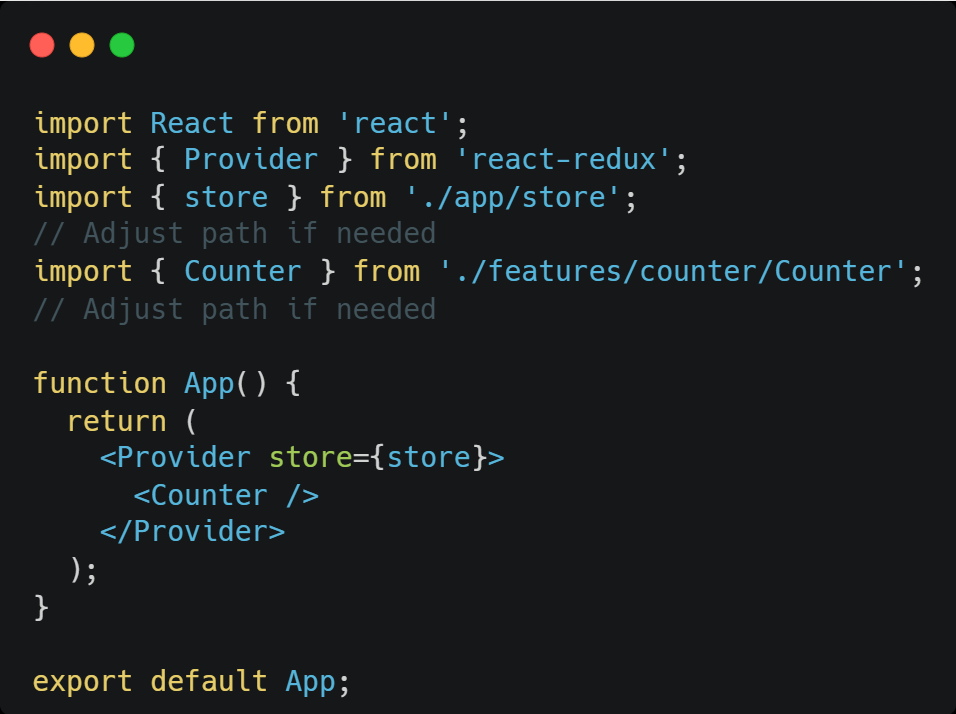 import React from 'react';
import { Provider } from 'react-redux';
import { store } from './app/store';
// Adjust path if needed
import { Counter } from './features/counter/Counter';
// Adjust path if needed

function App() {
  return (
    <Provider store={store}>
      <Counter />
    </Provider>
  );
}

export default App;